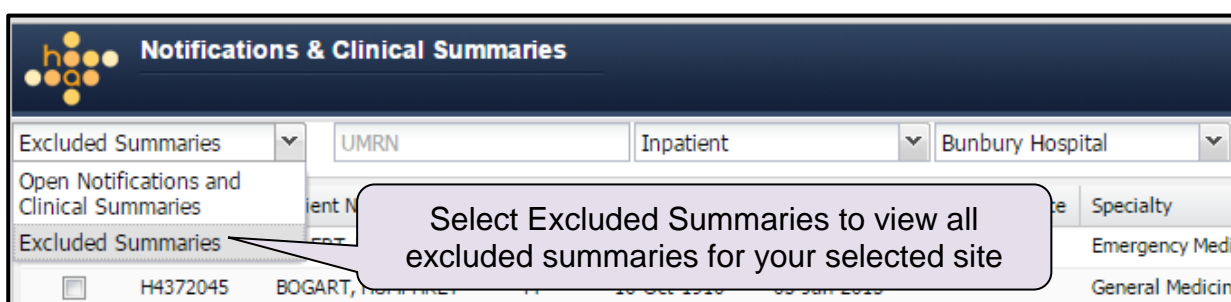 hao
Notifications & Clinical Summaries
Excluded Summaries UMRN Inpatient Bunbury Hospital
Open Notifications and
Clinical Summaries
Specialty
Excluded Summaries
Select Excluded Summaries to view all
excluded summaries for your selected site
H4372045 BOGART,
General